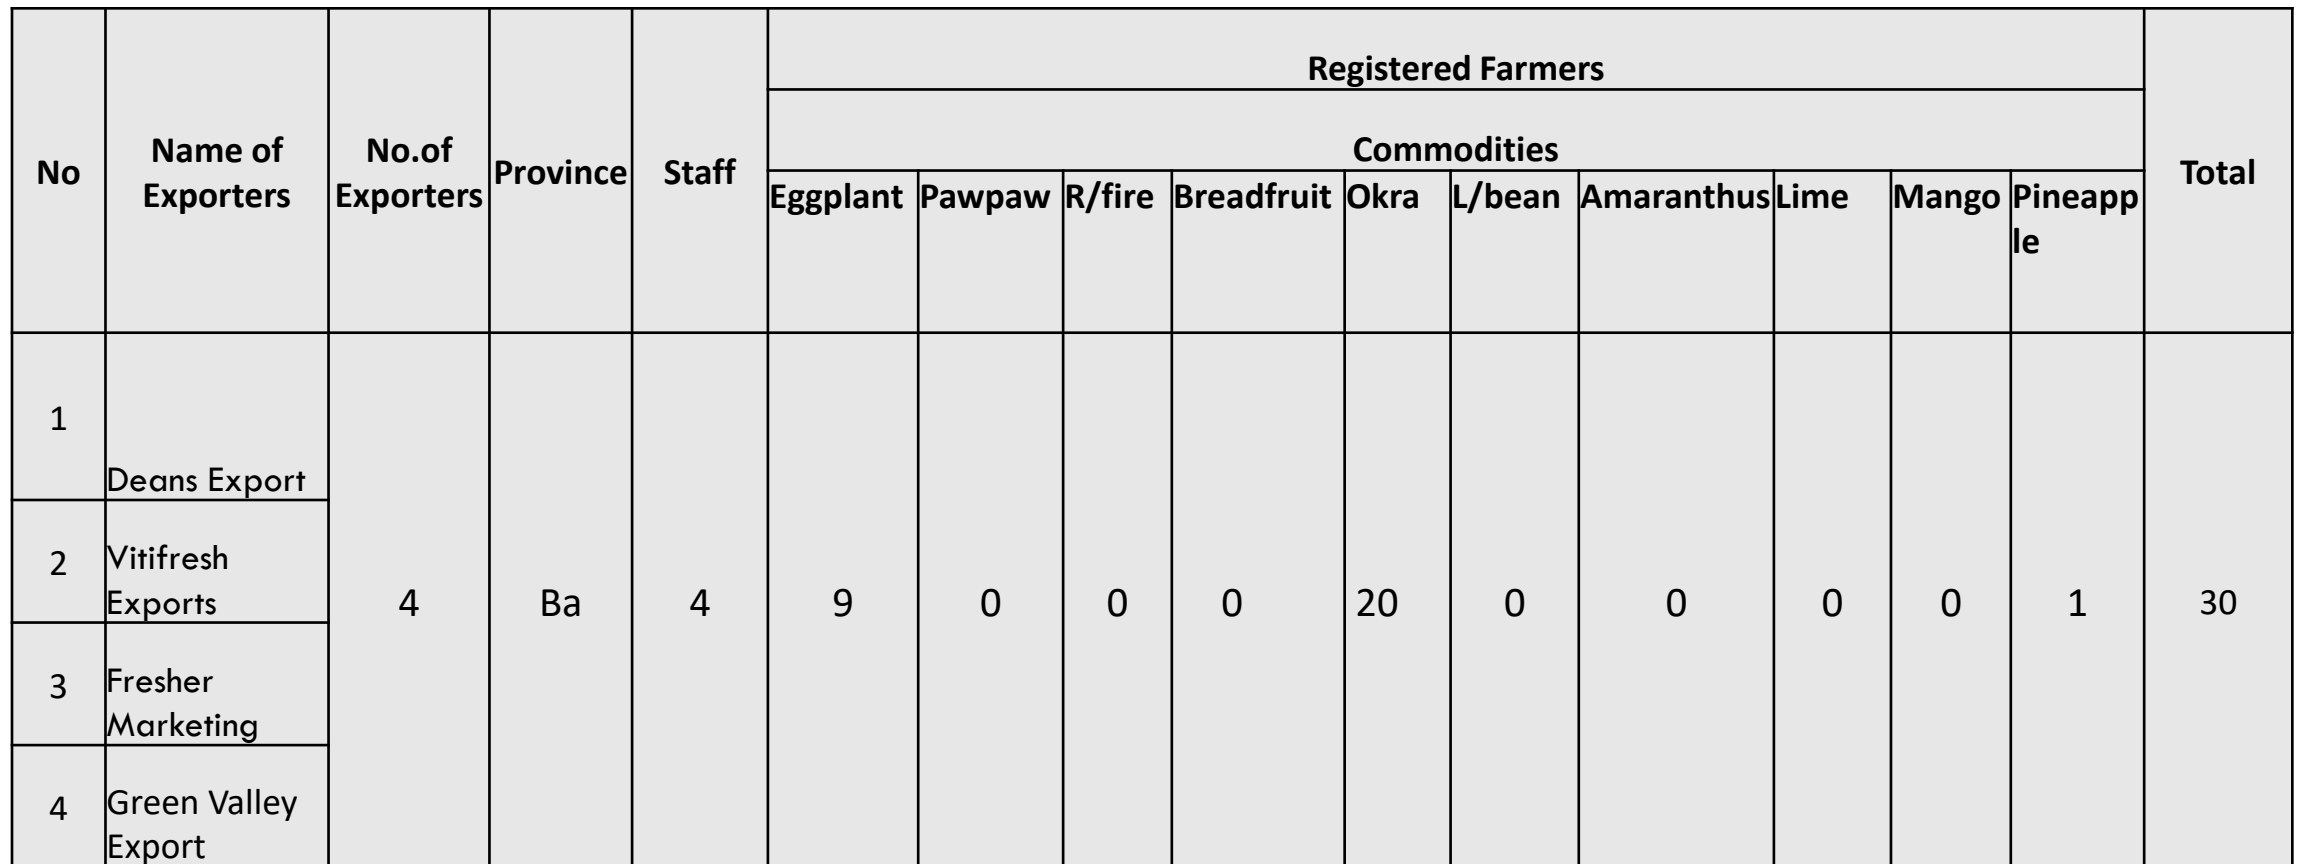 Registered Farmers
Commodities
No
Name of
Exporters
No.of
Exporters
Province
Staff
Total
Eggplant
Pawpaw
R/fire
Breadfruit
Okra
L/bean
Amaranthus
Lime
Mango
Pineapp
le
1
Deans Export
2
Vitifresh
Exports
3
Fresher
Marketing
4
Green Valley
Export
4
Ba
4
9
0
0
0
20
0
0
0
0
1
30